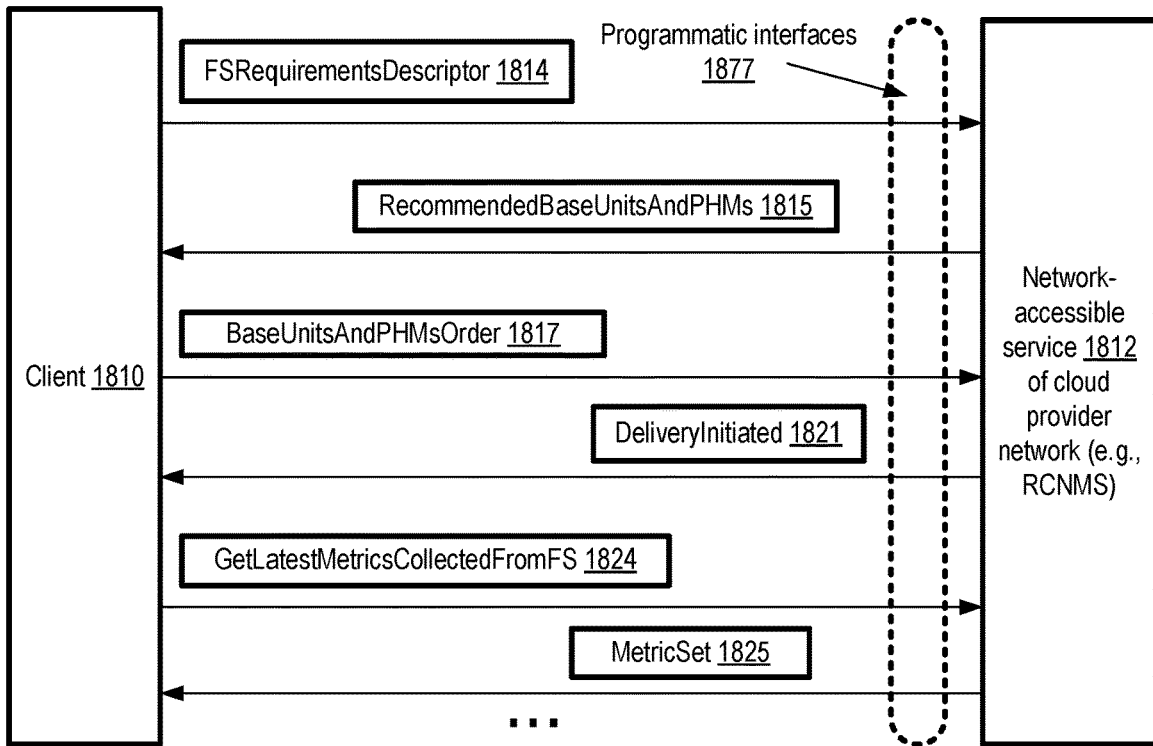 Programmatic interfaces
1877
FSRequirementsDescriptor 1814
RecommendedBaseUnitsAndPHMs 1815
BaseUnitsAndPHMsOrder 1817
Client 1810
Network-
accessible
service 1812
of cloud
provider
network (e.g.,
RCNMS)
DeliveryInitiated 1821
GetLatestMetricsCollectedFromFS 1824
MetricSet 1825
...